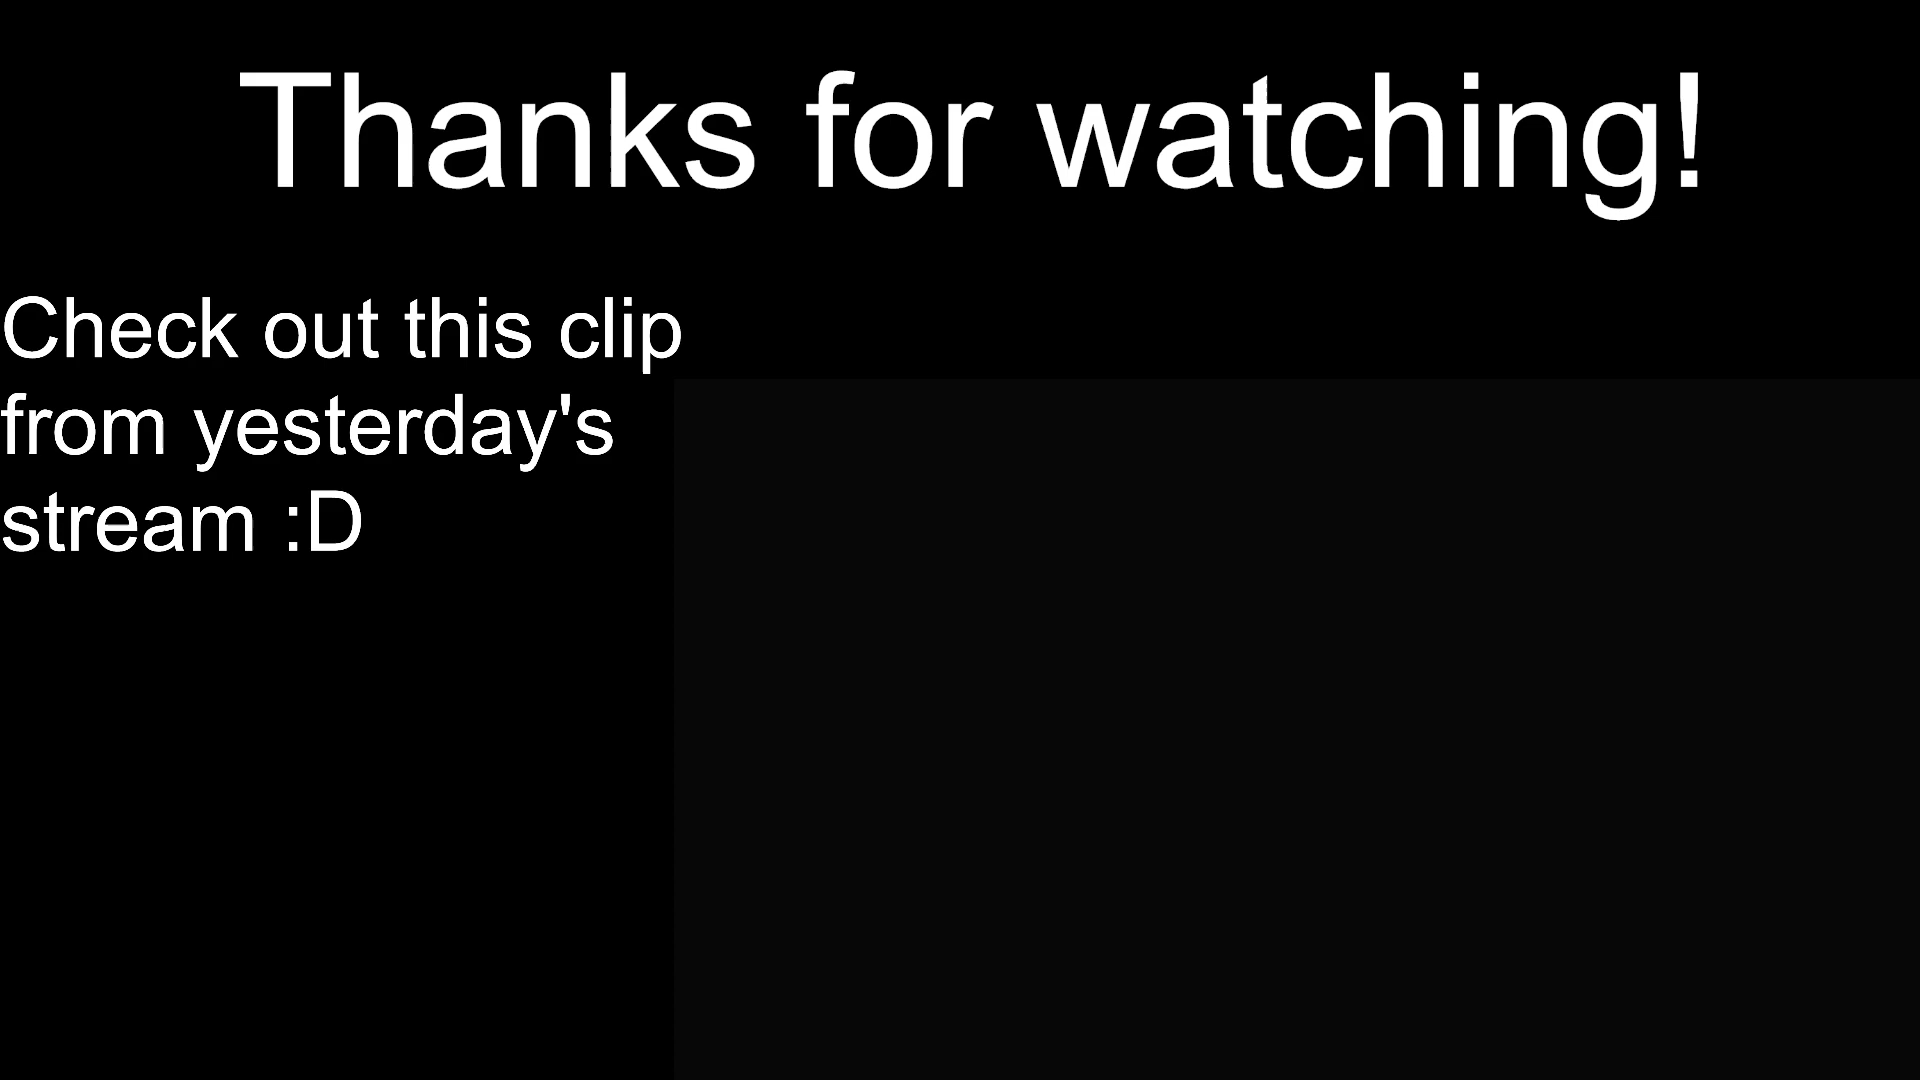 Thanks for watching!
Check out this clip
from yesterday's
stream :D